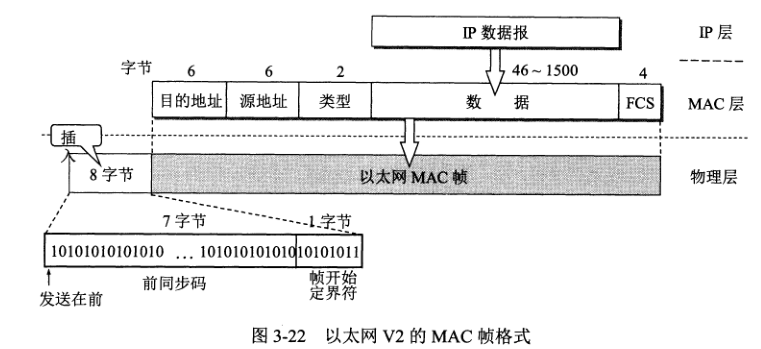 IP 数据报
IP 层
字节
6
6
2
46～1500
4
目的地址
源地址
类型
数 据
FCS
MAC 层
插
入
8 字节
以太网 MAC 帧
物理层
7 字节
1 字节
10101010101010 … 10101010101010101011
前同步码
帧开始
定界符
发送在前
图 3-22 以太网 V2 的 MAC 帧格式